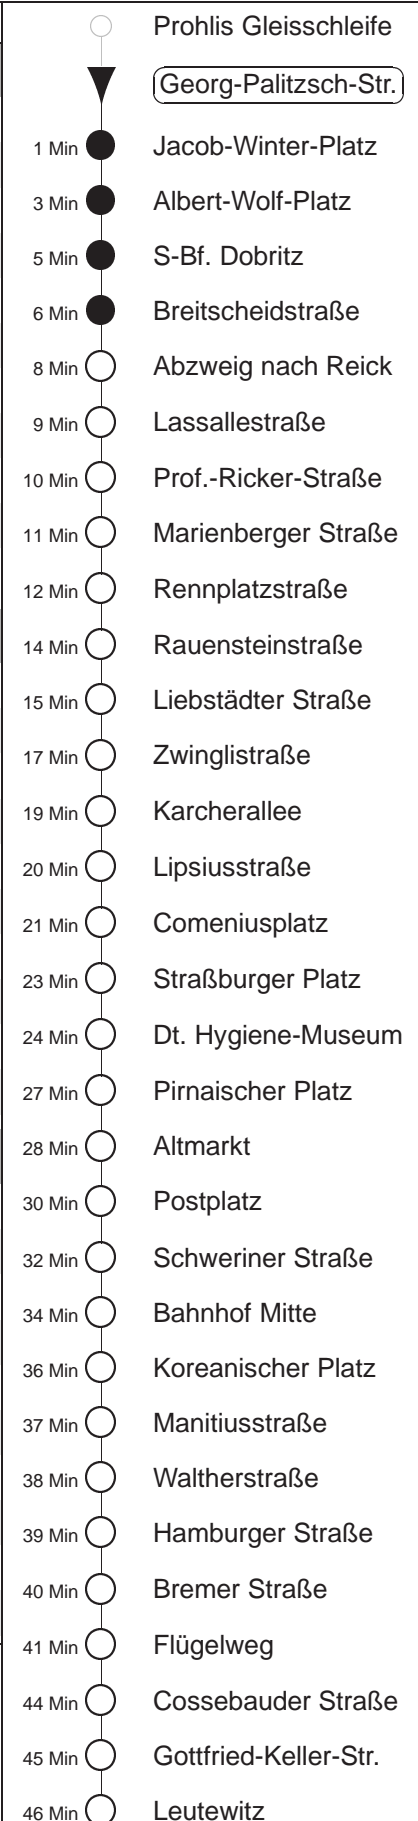 Prohlis Gleisschleife
Georg-Palitzsch-Str.
1 Min Jacob-Winter-Platz
3 Min Albert-Wolf-Platz
5 Min S-Bf. Dobritz
6 Min Breitscheidstraße
8 Min Abzweig nach Reick
9 Min Lassallestraße
10 Min Prof.-Ricker-Straße
11 Min Marienberger Straße
12 Min Rennplatzstraße
14 Min Rauensteinstraße
15 Min Liebstädter Straße
17 Min Zwinglistraße
19 Min Karcherallee
20 Min Lipsiusstraße
21 Min Comeniusplatz
23 Min Straßburger Platz
24 Min Dt. Hygiene-Museum
27 Min Pirnaischer Platz
28 Min Altmarkt
30 Min Postplatz
32 Min Schweriner Straße
34 Min Bahnhof Mitte
36 Min Koreanischer Platz
37 Min Manitiusstraße
38 Min Waltherstraße
39 Min Hamburger Straße
40 Min Bremer Straße
41 Min Flügelweg
44 Min Cossebauder Straße
45 Min Gottfried-Keller-Str.
46 Min Leutewitz